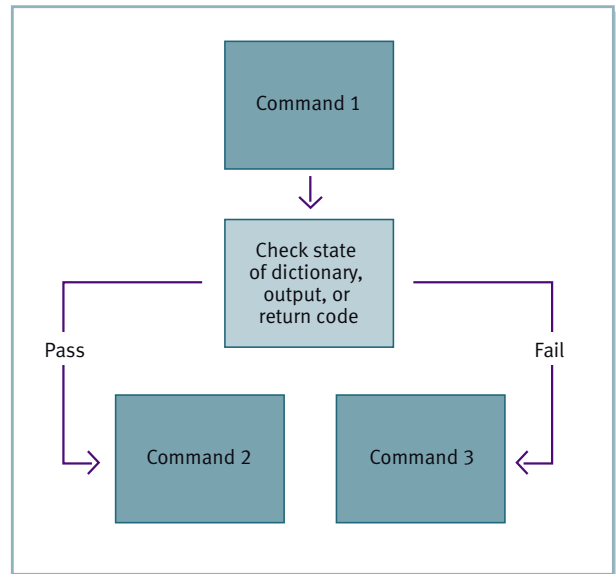 Command 1
Check state
of dictionary,
output, or
return code
Pass
Fail
Command 2
Command 3